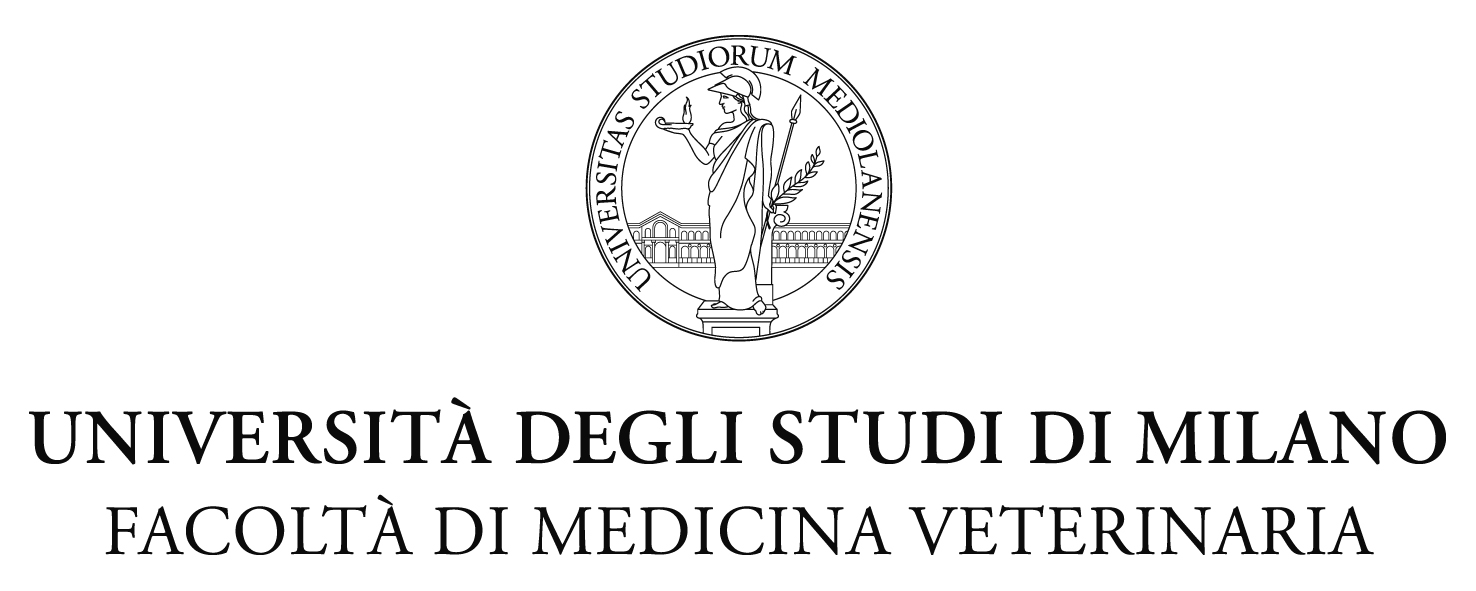 UNIVERSITAS STUDIORUM MEDIOLANENSIS
UNIVERSITÀ DEGLI STUDI DI MILANO
FACOLTÀ DI MEDICINA VETERINARIA